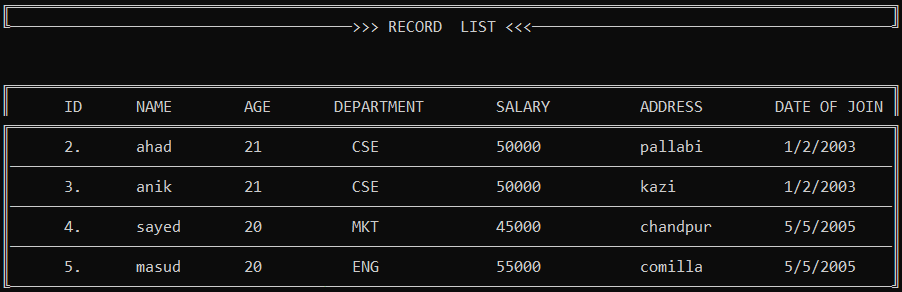 >>> RECORD  LIST <<<
ID NAME AGE DEPARTMENT SALARY ADDRESS DATE OF JOIN
2. ahad 21 CSE 50000 pallabi 1/2/2003
3. anik 21 CSE 50000 kazi 1/2/2003
4. sayed 20 MKT 45000 chandpur 5/5/2005
5. masud 20 ENG 55000 comilla 5/5/2005